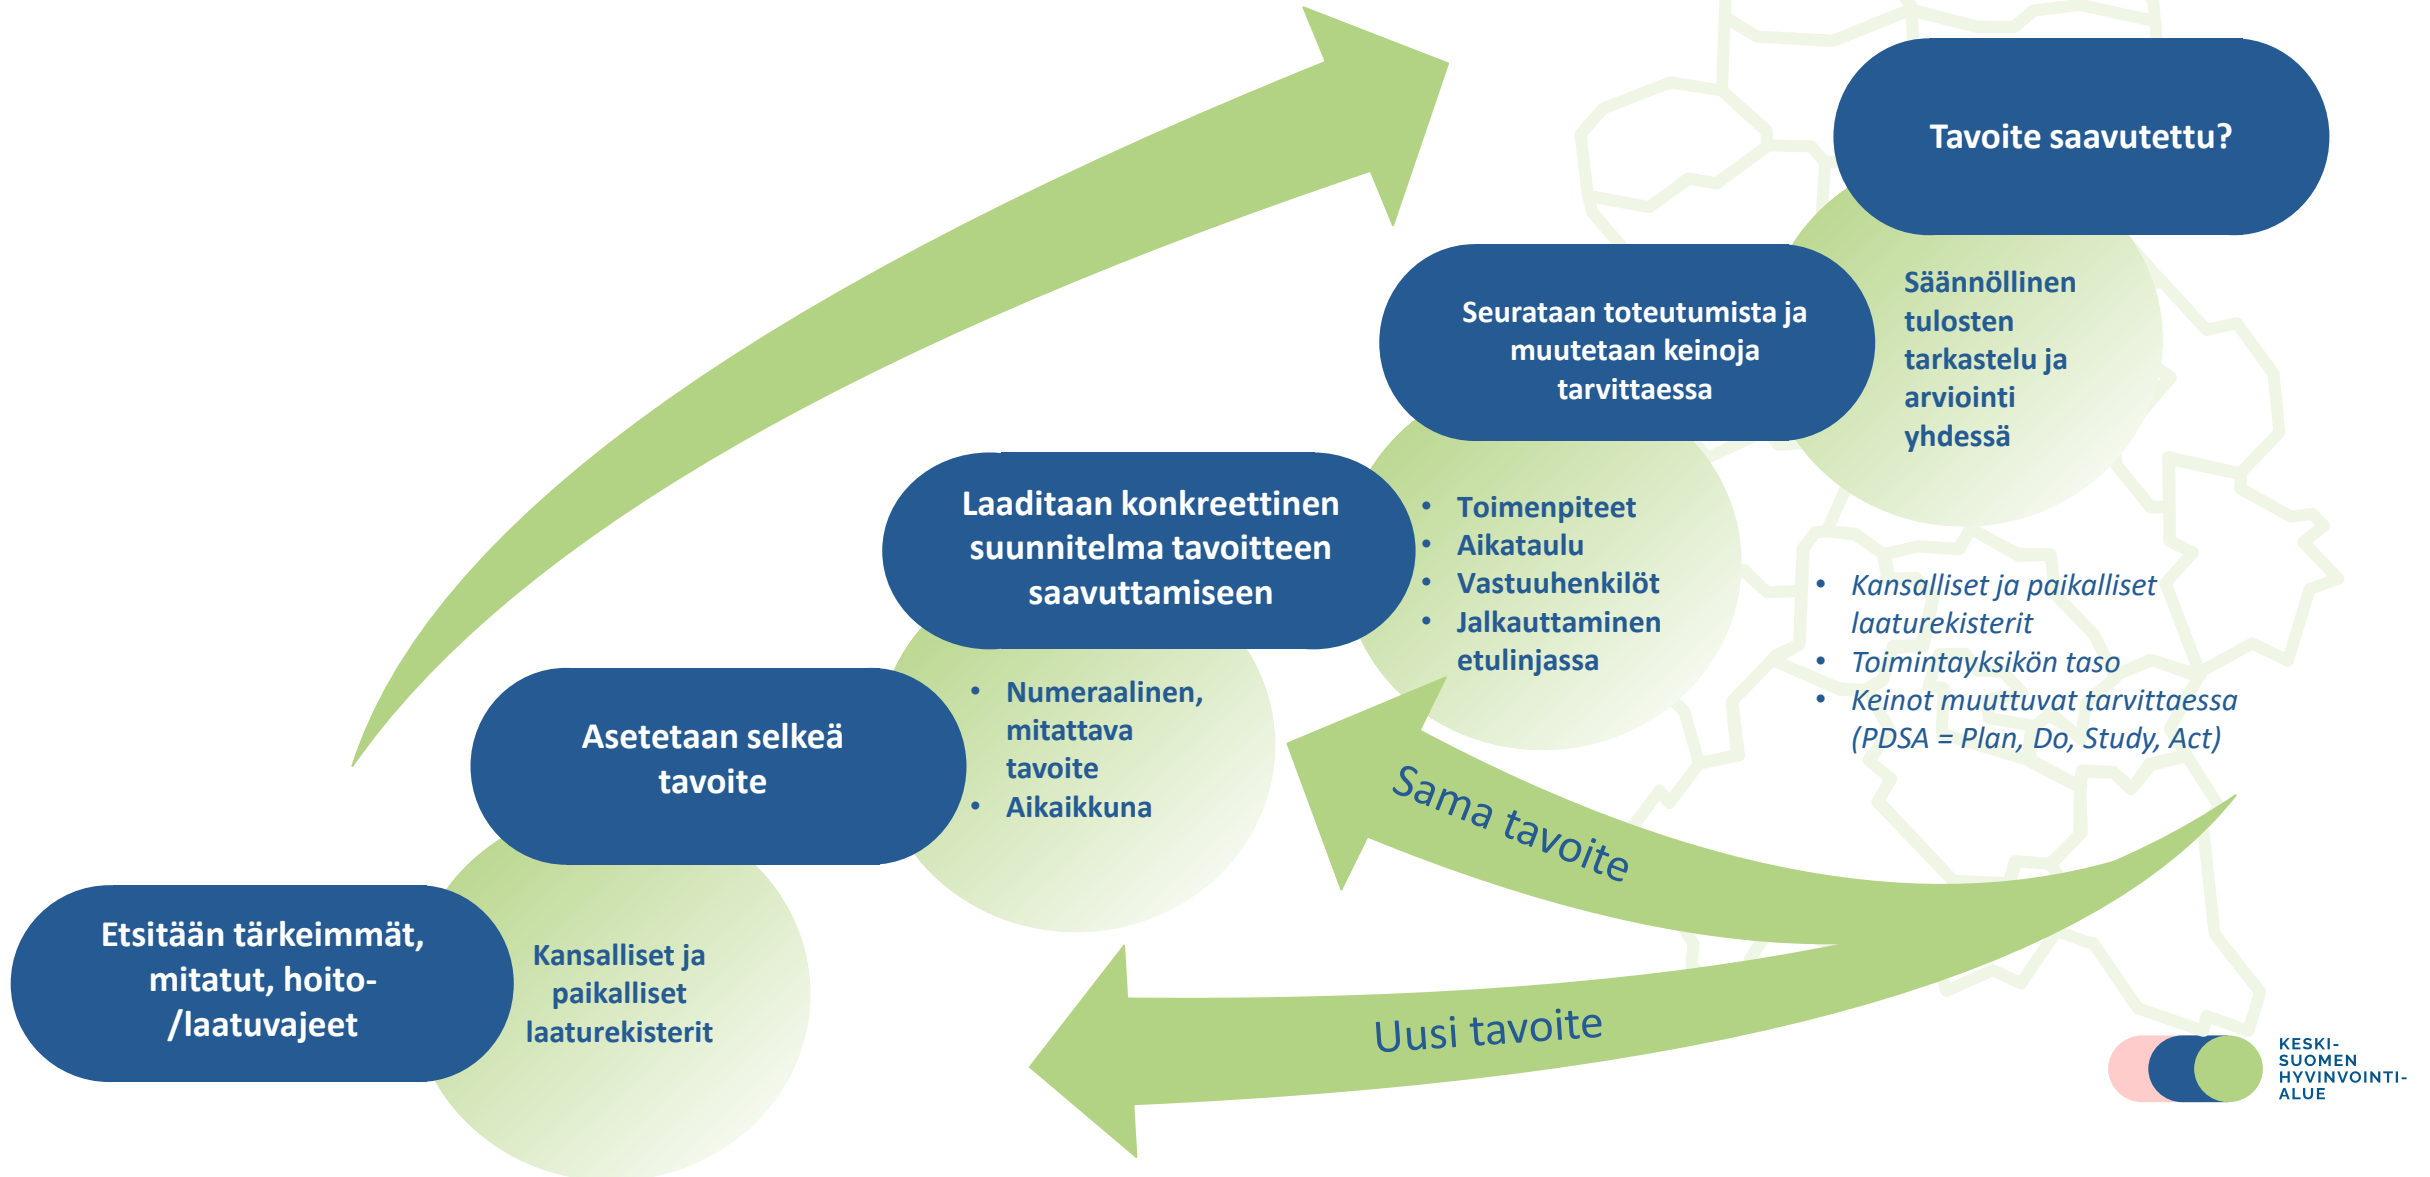 Tavoite saavutettu?
Säännöllinen
tulosten
tarkastelu ja
arviointi
yhdessä
Seurataan toteutumista ja
muutetaan keinoja
tarvittaessa
Laaditaan konkreettinen
suunnitelma tavoitteen
saavuttamiseen
• Toimenpiteet
• Aikataulu
• Vastuuhenkilöt
• Jalkauttaminen
etulinjassa
• Kansalliset ja paikalliset
laaturekisterit
• Toimintayksikön taso
• Keinot muuttuvat tarvittaessa
(PDSA = Plan, Do, Study, Act)
Asetetaan selkeä
tavoite
• Numeraalinen,
mitattava
tavoite
• Aikaikkuna
Sama tavoite
Etsitään tärkeimmät,
mitatut, hoito-
/laatuvajeet
Kansalliset ja
paikalliset
laaturekisterit
Uusi tavoite
KESKI-
SUOMEN
HYVINVOINTI-
ALUE